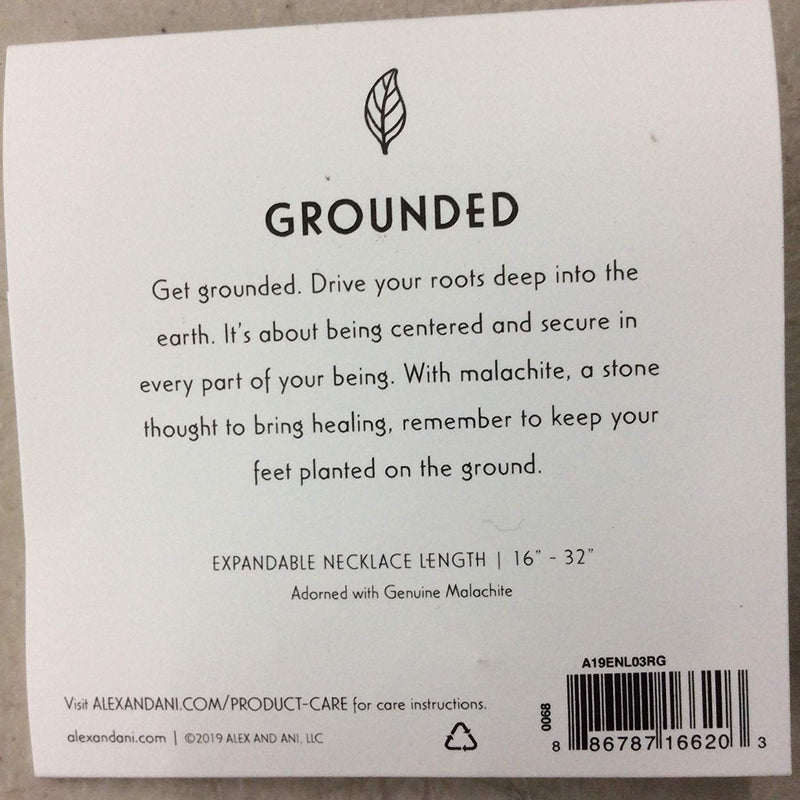 GROUNDED
Get grounded. Drive your roots deep into the
earth. It's about being centered and secure in
every part of your being. With malachite, a stone
thought to bring healing, remember to keep your
feet planted on the ground.
EXPANDABLE NECKLACE LENGTH | 16" - 32"
Adorned with Genuine Malachite
A19ENL03RG
0068
8 86787 16620 3
Visit ALEXANDANI.COM/PRODUCT-CARE for care instructions.
alexandani.com | ©2019 ALEX AND ANI, LLC